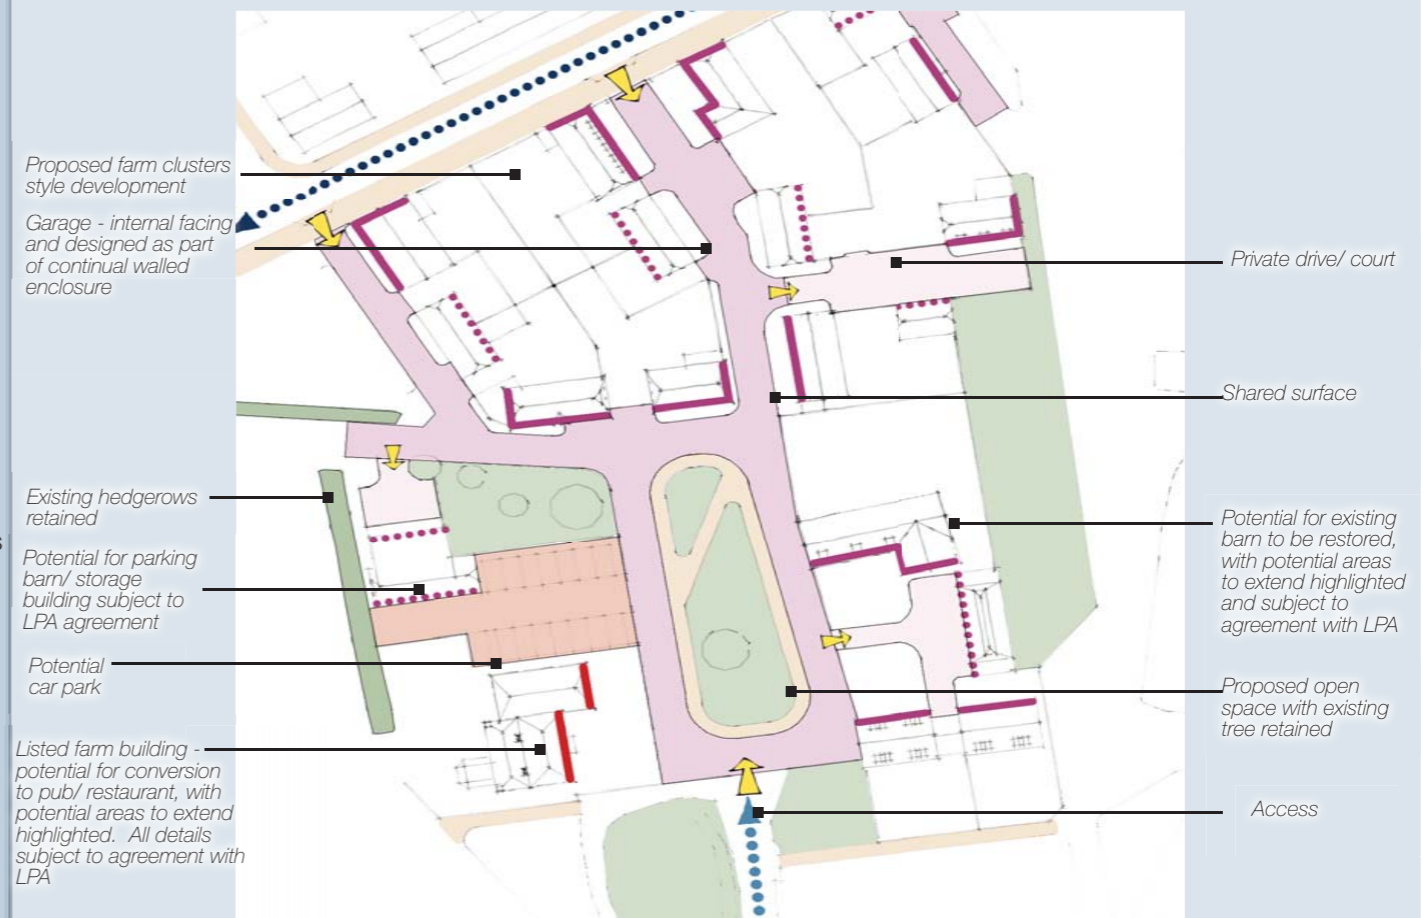 Proposed farm clusters
style development
Garage - internal facing
and designed as part
of continual walled
enclosure
Existing hedgerows
retained
s
Potential for parking
barn/ storage
building subject to
LPA agreement
Potential
car park
Listed farm building -
potential for conversion
to pub/ restaurant, with
potential areas to extend
highlighted. All details
subject to agreement with
LPA
Private drive/ court
Shared surface
Potential for existing
barn to be restored,
with potential areas
to extend highlighted
and subject to
agreement with LPA
Proposed open
space with existing
tree retained
Access